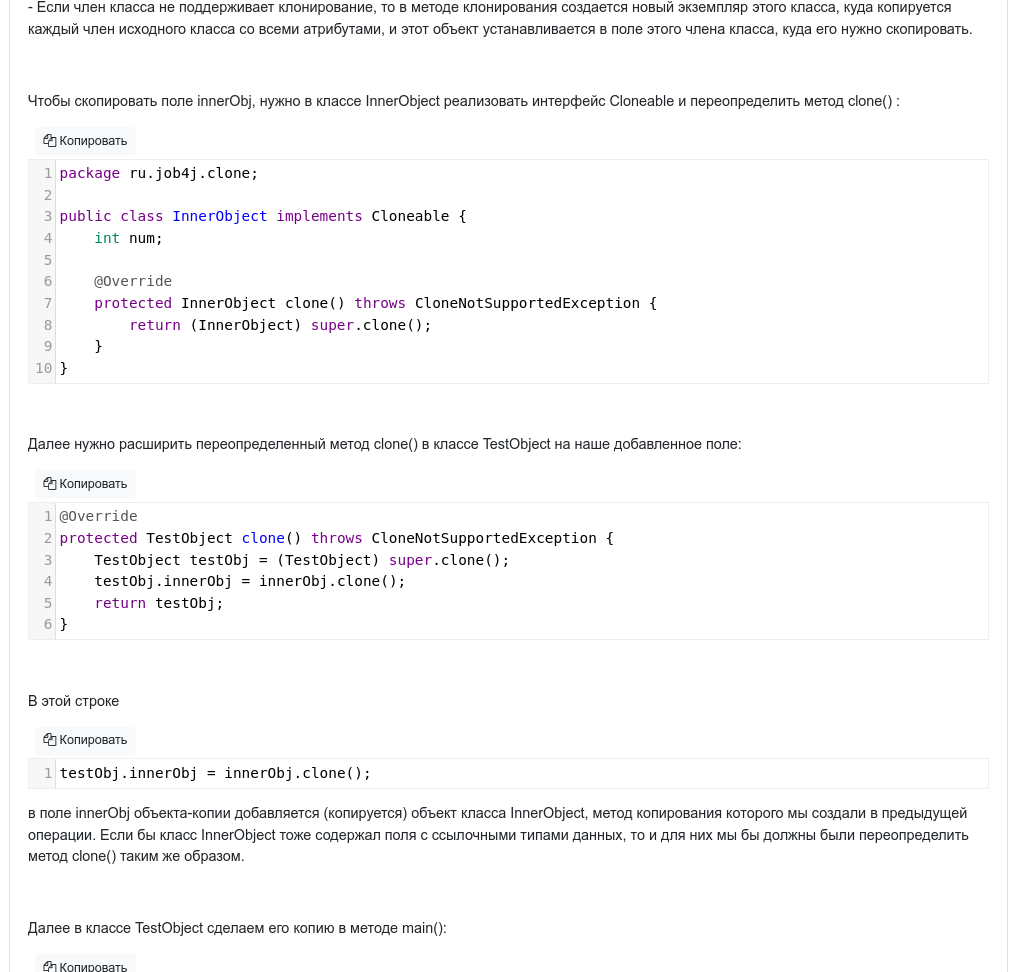 - Если член класса не поддерживает клонирование, то в методе клонирования создается новый экземпляр этого класса, куда копируется
каждый член исходного класса со всеми атрибутами, и этот объект устанавливается в поле этого члена класса, куда его нужно скопировать.
Чтобы скопировать поле innerObj, нужно в классе InnerObject реализовать интерфейс Cloneable и переопределить метод clone() :
Копировать
1 package ru.job4j.clone;
2
3 public class InnerObject implements Cloneable {
4     int num;
5
6     @Override
7     protected InnerObject clone() throws CloneNotSupportedException {
8         return (InnerObject) super.clone();
9     }
10 }
Далее нужно расширить переопределенный метод clone() в классе TestObject на наше добавленное поле:
Копировать
1 @Override
2 protected TestObject clone() throws CloneNotSupportedException {
3     TestObject testObj = (TestObject) super.clone();
4     testObj.innerObj = innerObj.clone();
5     return testObj;
6 }
В этой строке
Копировать
1 testObj.innerObj = innerObj.clone();
в поле innerObj объекта-копии добавляется (копируется) объект класса InnerObject, метод копирования которого мы создали в предыдущей
операции. Если бы класс InnerObject тоже содержал поля с ссылочными типами данных, то и для них мы бы должны были переопределить
метод clone() таким же образом.
Далее в классе TestObject сделаем его копию в методе main():
Копировать